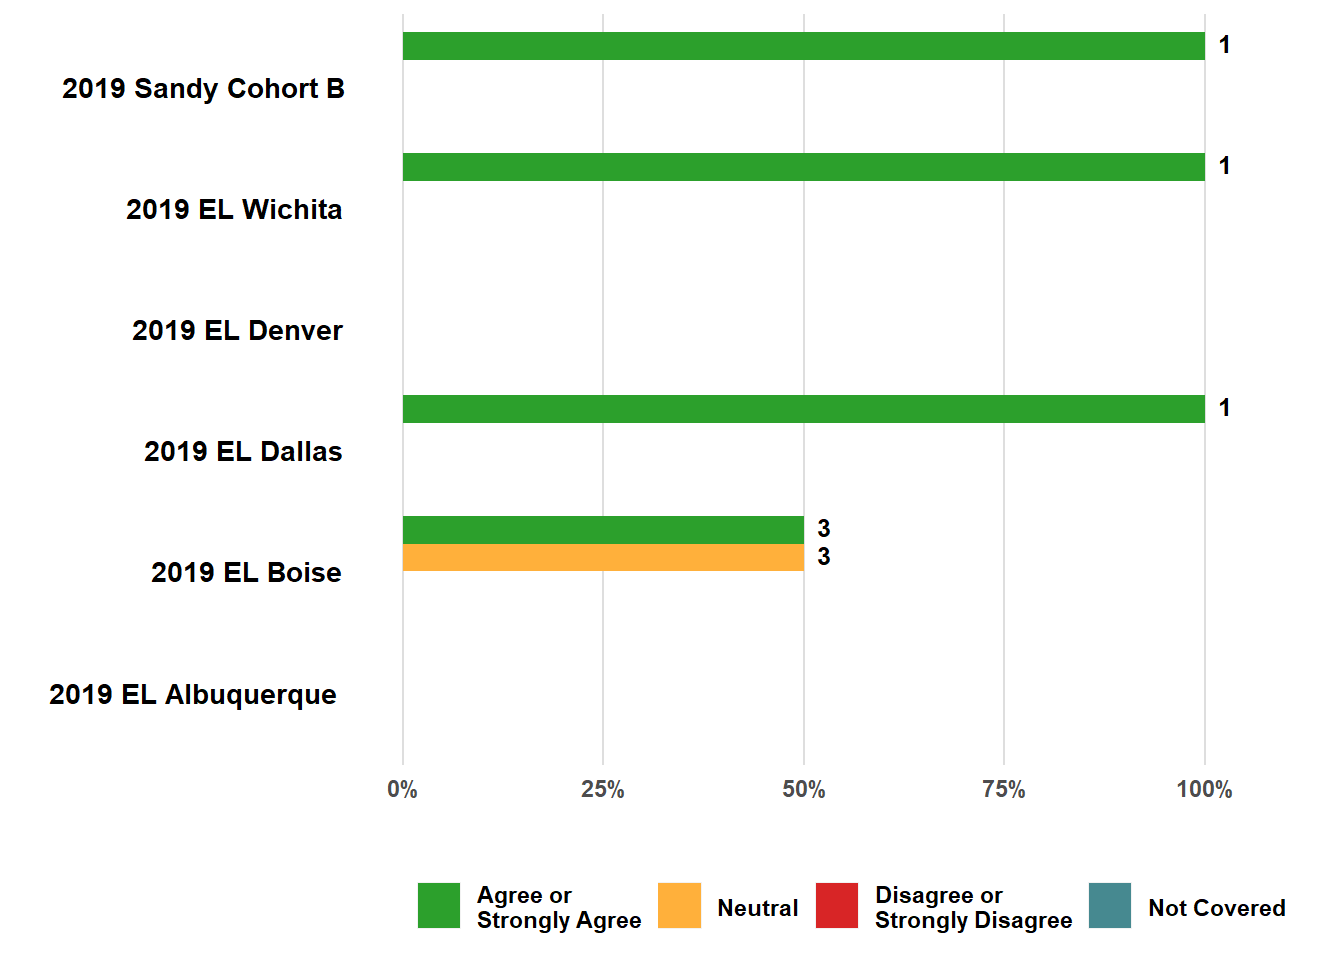 1
2019 Sandy Cohort B
1
2019 EL Wichita
2019 EL Denver
1
2019 EL Dallas
3
3
2019 EL Boise
2019 EL Albuquerque
0% 25% 50% 75% 100%
Agree or
Strongly Agree
Neutral
Disagree or
Strongly Disagree
Not Covered